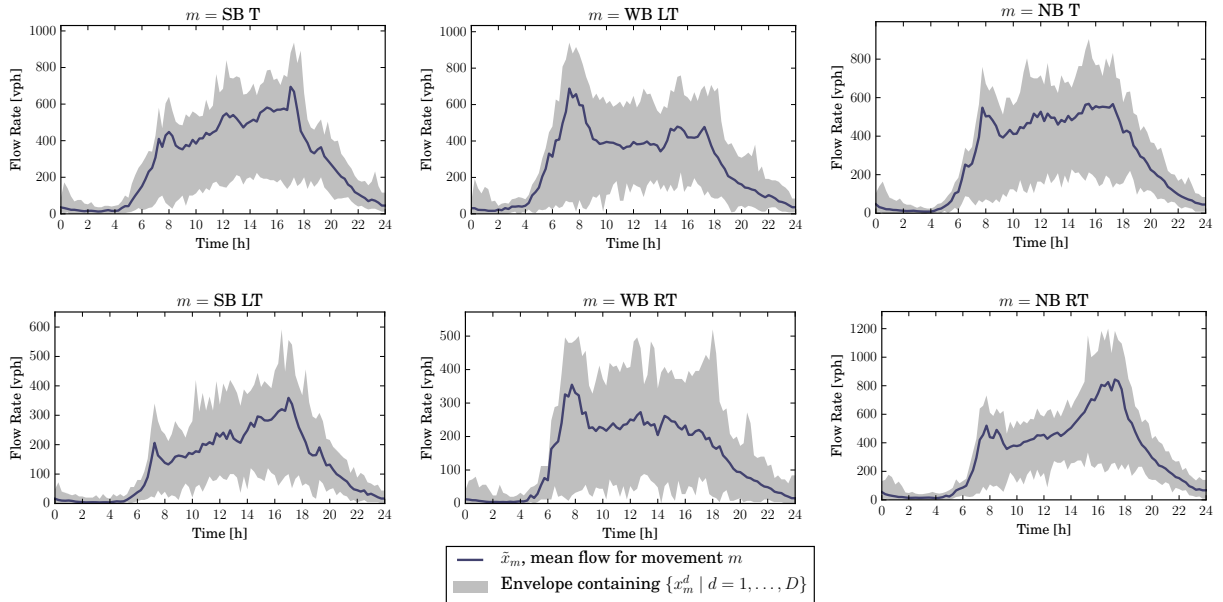 m = SB T
1000
800
600
400
200
0
Flow Rate [vph]
0 2 4 6 8 10 12 14 16 18 20 22 24
Time [h]
m = WB LT
1000
800
600
400
200
0
Flow Rate [vph]
0 2 4 6 8 10 12 14 16 18 20 22 24
Time [h]
m = NB T
1000
800
600
400
200
0
Flow Rate [vph]
0 2 4 6 8 10 12 14 16 18 20 22 24
Time [h]
m = SB LT
600
500
400
300
200
100
0
Flow Rate [vph]
0 2 4 6 8 10 12 14 16 18 20 22 24
Time [h]
m = WB RT
500
400
300
200
100
0
Flow Rate [vph]
0 2 4 6 8 10 12 14 16 18 20 22 24
Time [h]
m = NB RT
1200
1000
800
600
400
200
0
Flow Rate [vph]
0 2 4 6 8 10 12 14 16 18 20 22 24
Time [h]
x̃_m, mean flow for movement m
Envelope containing {x_m^d | d = 1, . . . , D}